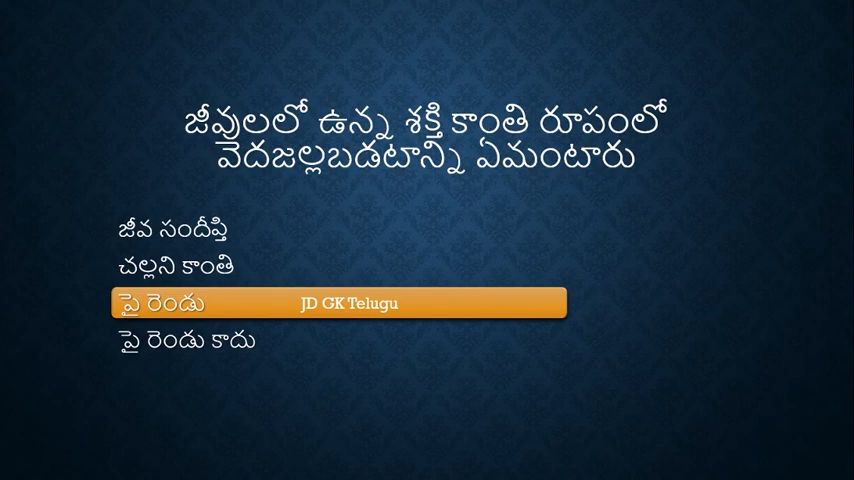 జీవులలో ఉన్న శక్తి కాంతి రూపంలో
వెదజల్లబడటాన్ని ఏమంటారు
జీవ సందీప్తి
చల్లని కాంతి
పై రెండు JD GK Telugu
పై రెండు కాదు